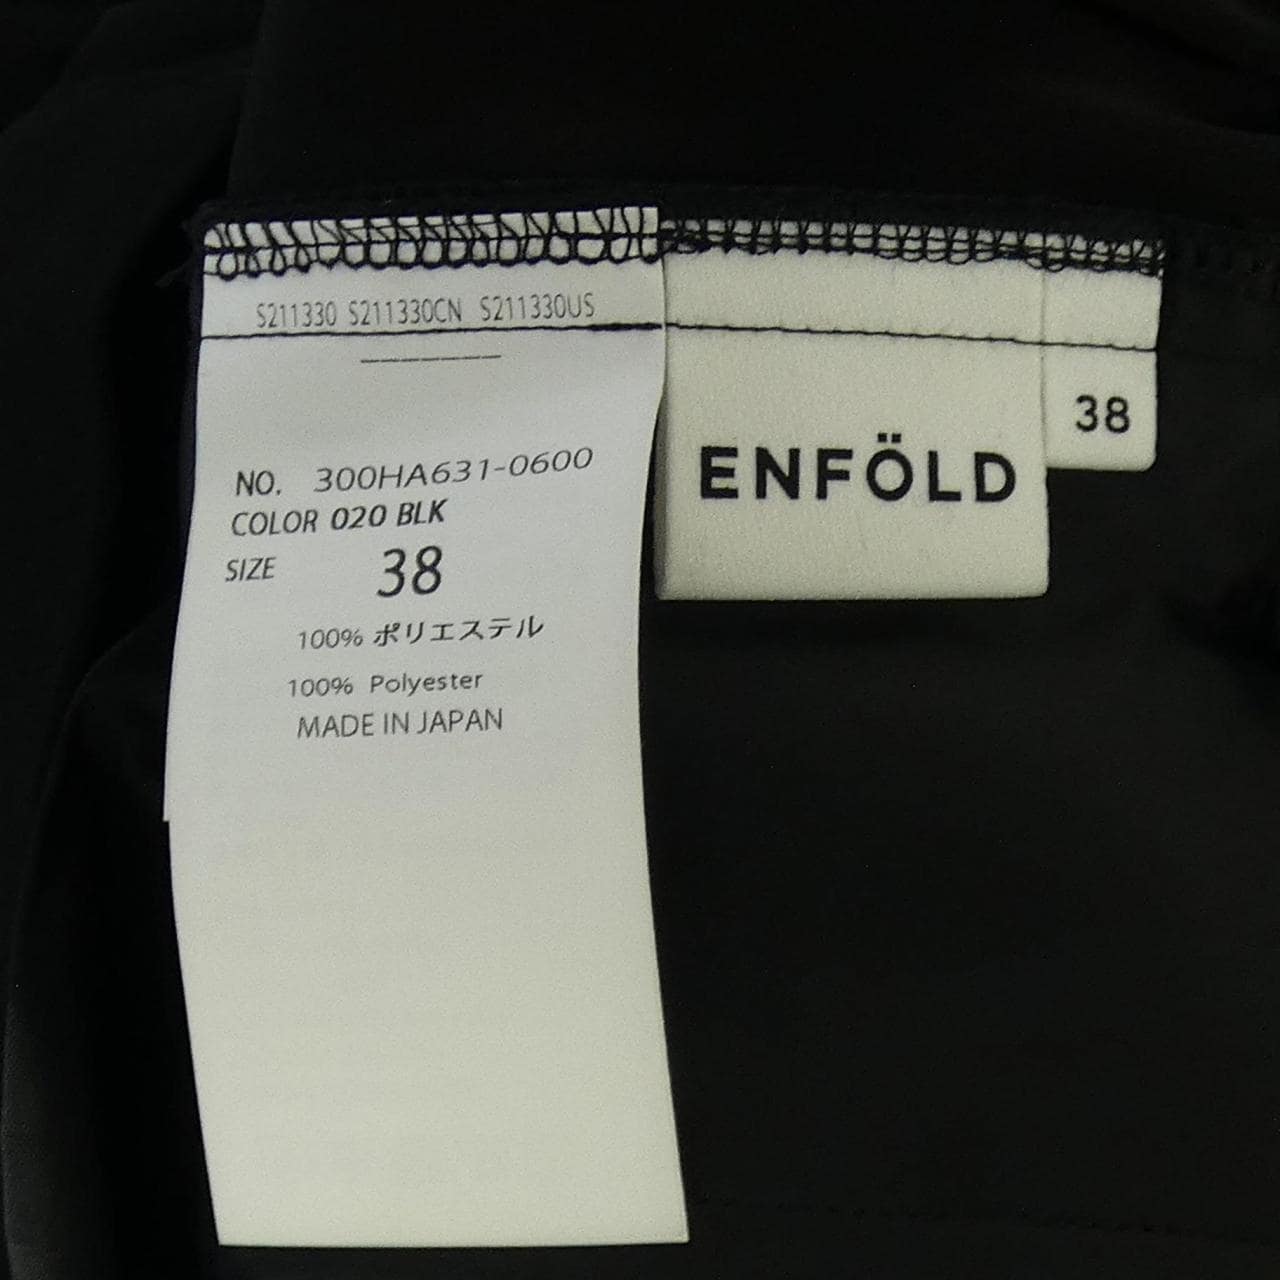 S211330 S211330CN S211330US
NO. 300HA631-0600
COLOR 020 BLK
SIZE 38
100% ポリエステル
100% Polyester
MADE IN JAPAN
ENFÖLD
38